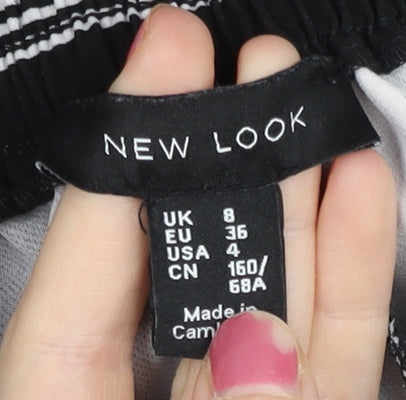 NEW LOOK
UK 8
EU 36
USA 4
CN 160/
68A
Made in